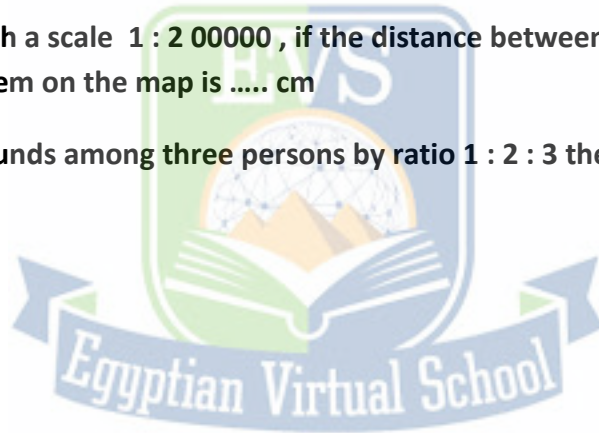 h a scale 1 : 2 00000 , if the distance between
em on the map is ..... cm
unds among three persons by ratio 1 : 2 : 3 the
EVS
Egyptian Virtual School